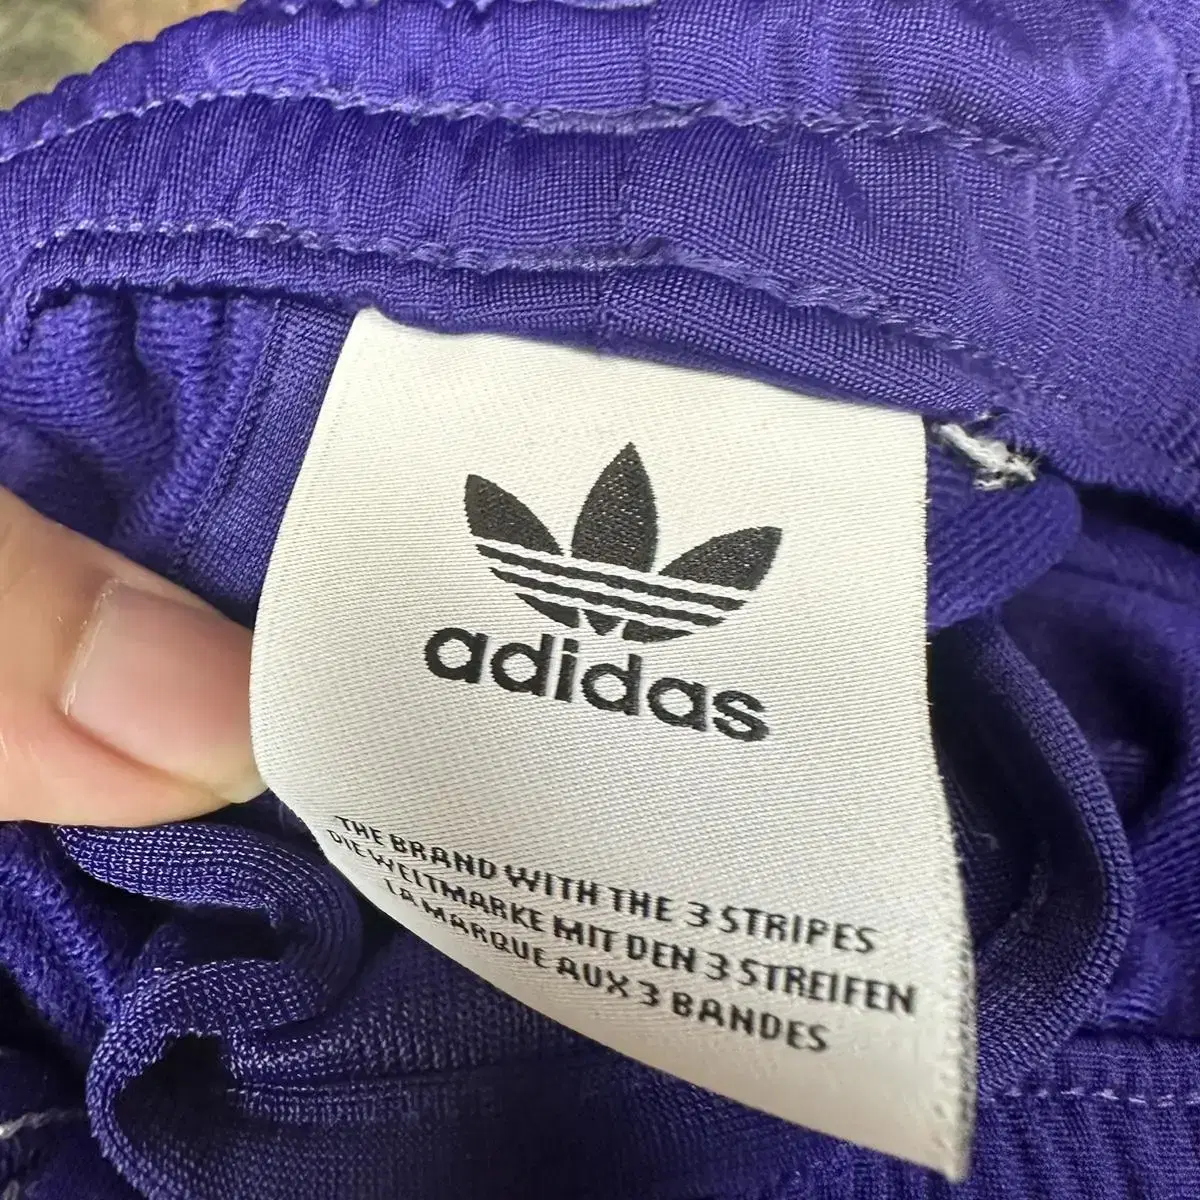 adidas
THE BRAND WITH THE 3 STRIPES
DIE WELTMARKE MIT DEN 3 STREIFEN
LA MARQUE AUX 3 BANDES